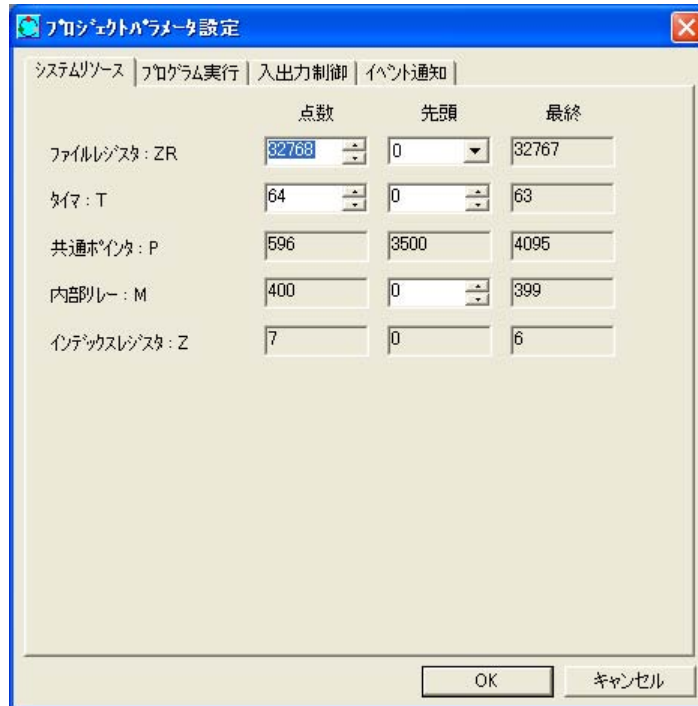 プロジェクトパラメータ設定
システムリソース プログラム実行 入出力制御 イベント通知
点数 先頭 最終
ファイルレジスタ:ZR 32768 0 32767
タイマ:T 64 0 63
共通ポインタ:P 596 3500 4095
内部リレー:M 400 0 399
インデックスレジスタ:Z 7 0 6
OK キャンセル